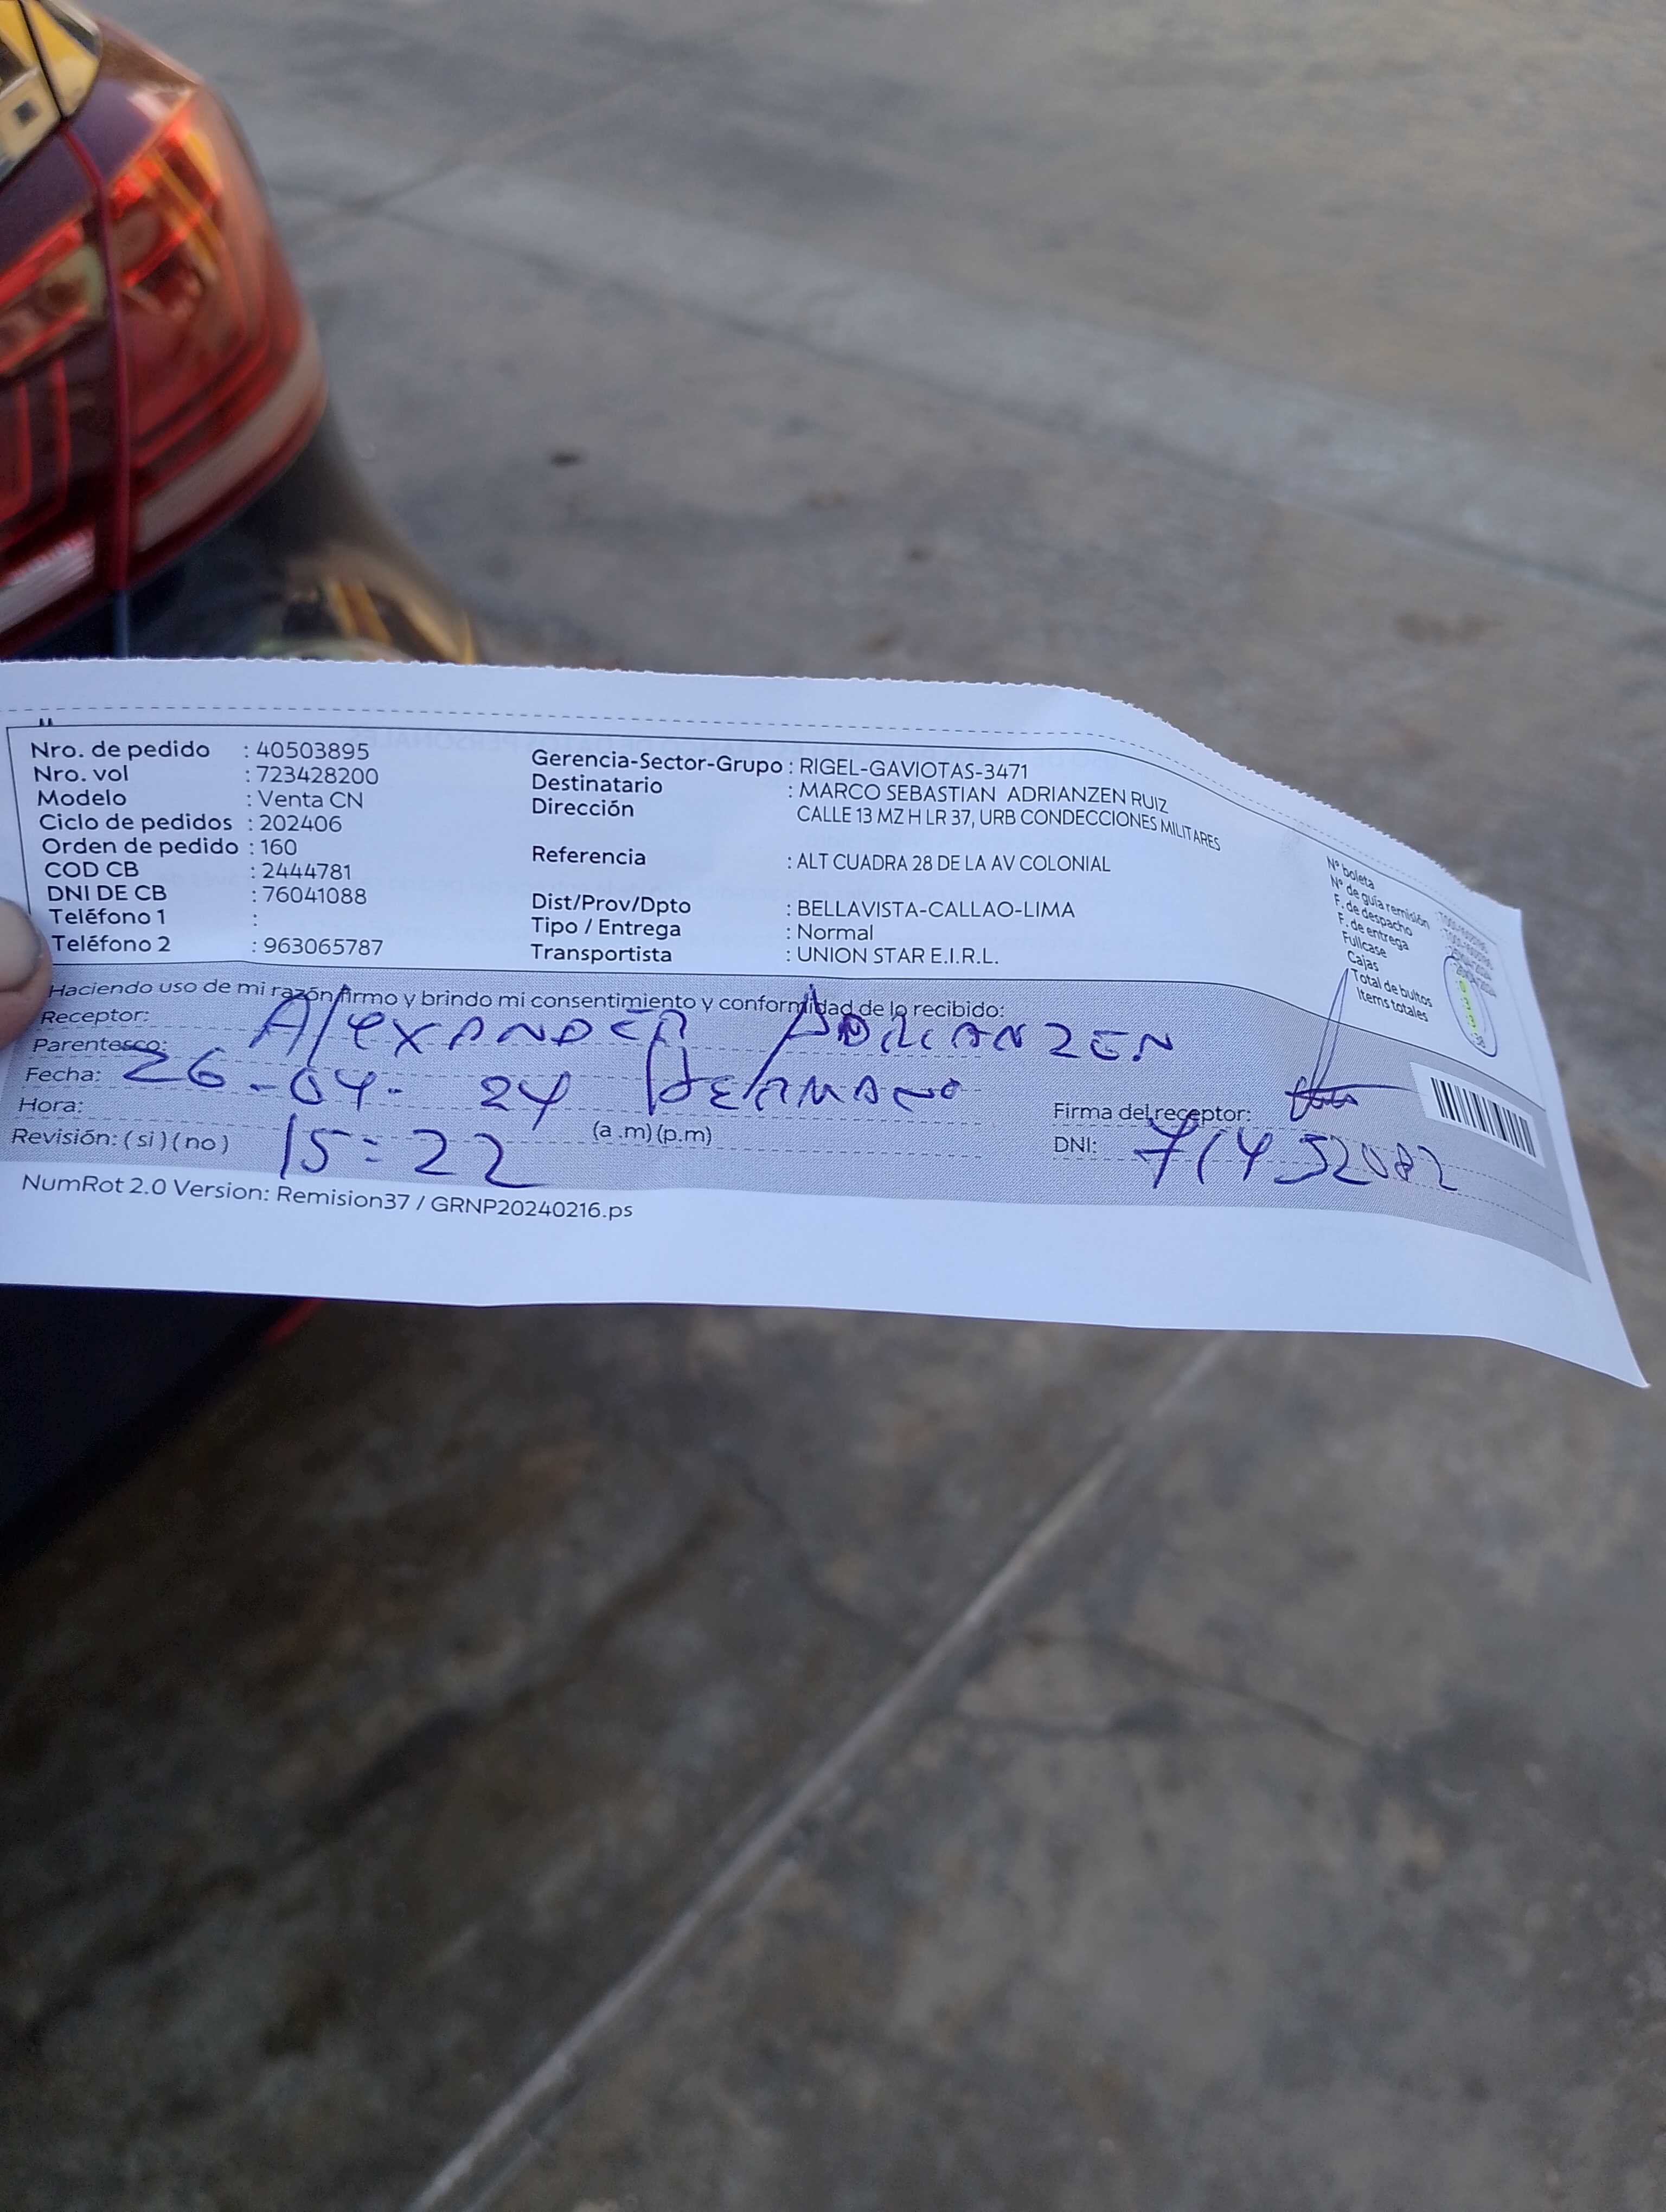 Nro. de pedido : 40503895
Nro. vol : 723428200
Modelo : Venta CN
Ciclo de pedidos : 202406
Orden de pedido : 160
COD CB : 2444781
DNI DE CB : 76041088
Teléfono 1 :
Teléfono 2 : 963065787
Gerencia-Sector-Grupo : RIGEL-GAVIOTAS-3471
Destinatario : MARCO SEBASTIAN ADRIANZEN RUIZ
Dirección CALLE 13 MZ H LR 37, URB CONDECCIONES MILITARES
Referencia : ALT CUADRA 28 DE LA AV COLONIAL
Dist/Prov/Dpto : BELLAVISTA-CALLAO-LIMA
Tipo / Entrega : Normal
Transportista : UNION STAR E.I.R.L.
N° boleta
N° de guia remisión
F. de despacho
F. de entrega
Fullcase
Cajas
Total de bultos
Items totales
Haciendo uso de mi razón firmo y brindo mi consentimiento y conformidad de lo recibido:
Receptor: Alexander ADRIANZEN
Parentesco: HERMANO
Fecha: 26-04-24
Hora: 15:22 (a .m) (p.m)
Revisión: ( si ) ( no )
Firma del receptor:
DNI: 71452082
NumRot 2.0 Version: Remision37 / GRNP20240216.ps